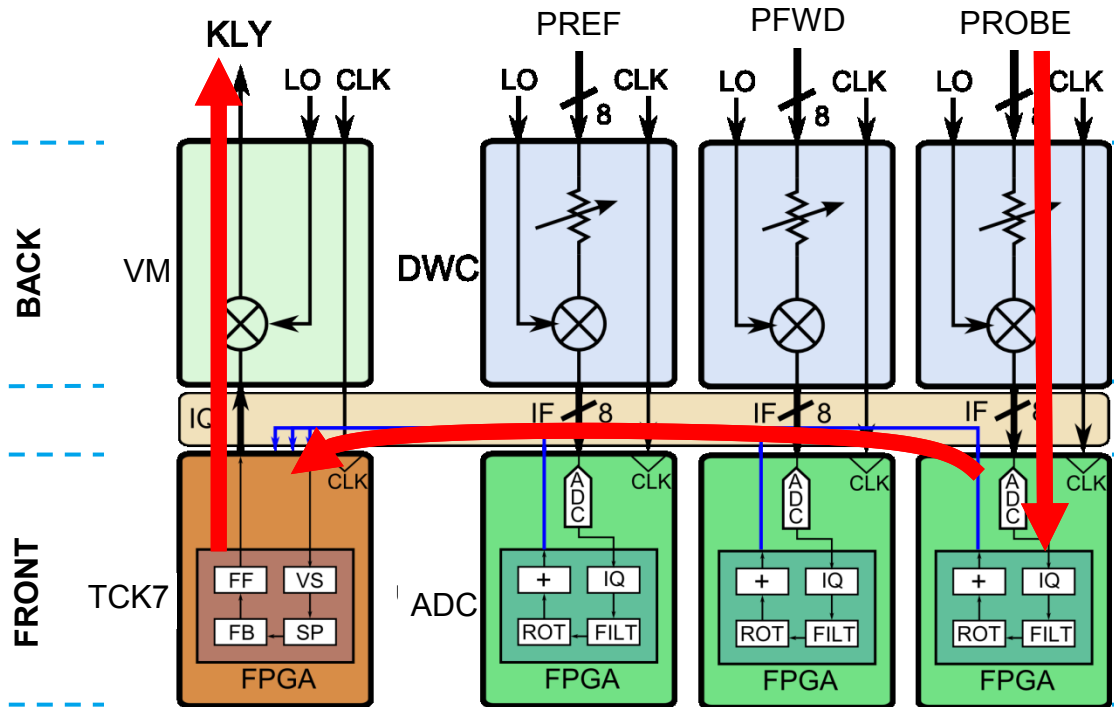 KLY
PREF
PFWD
PROBE
LO
CLK
LO
8
CLK
LO
8
CLK
LO
CLK
BACK
VM
DWC
IQ
IF
8
IF
8
IF
FRONT
TCK7
CLK
FF
VS
FB
SP
FPGA
ADC
ADC
CLK
+
IQ
ROT
FILT
FPGA
ADC
CLK
+
IQ
ROT
FILT
FPGA
ADC
CLK
+
IQ
ROT
FILT
FPGA